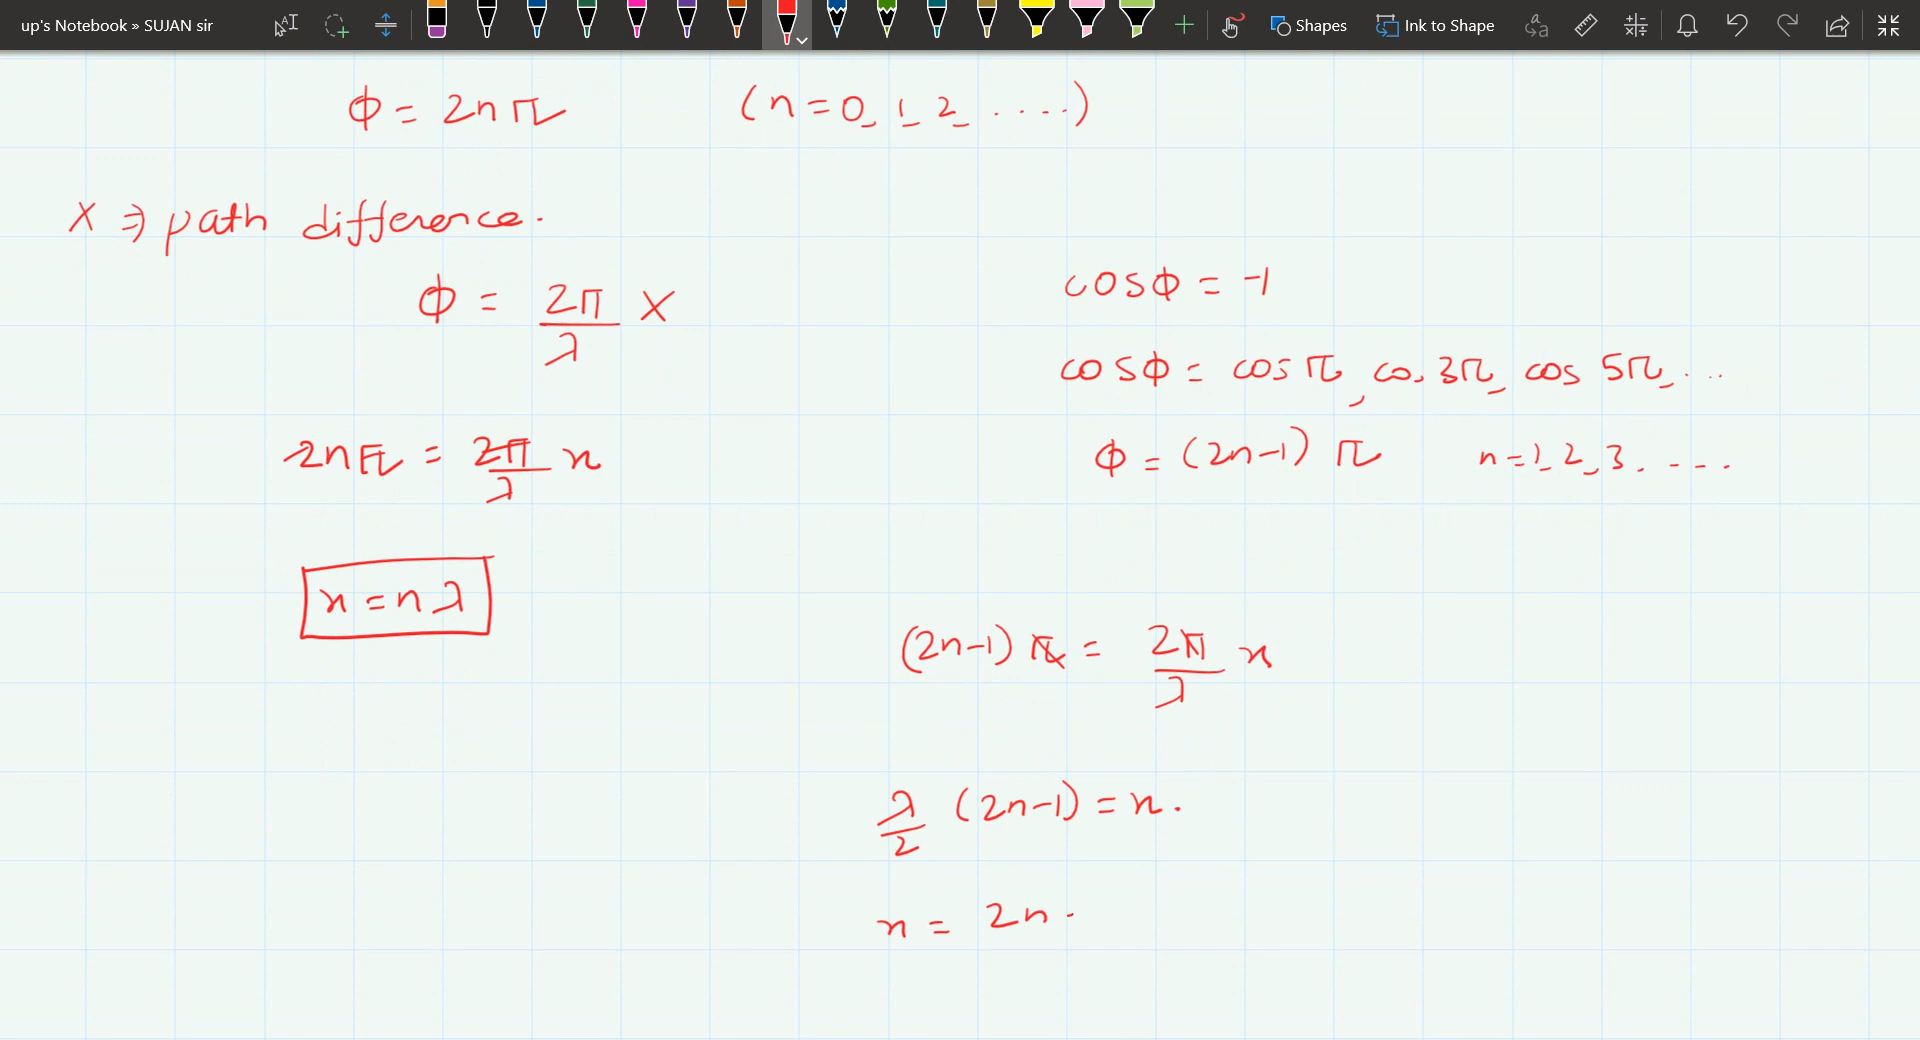 up's Notebook » SUJAN sir
Shapes
Ink to Shape
ϕ = 2nπ (n = 0, 1, 2, ....)
X ⇒ path difference.
ϕ = 2π/λ X
2nπ = 2π/λ x
x = nλ
cosϕ = -1
cosϕ = cos π, cos 3π, cos 5π, ...
ϕ = (2n-1) π n = 1, 2, 3, ....
(2n-1) π = 2π/λ x
λ/2 (2n-1) = x.
x = 2n-